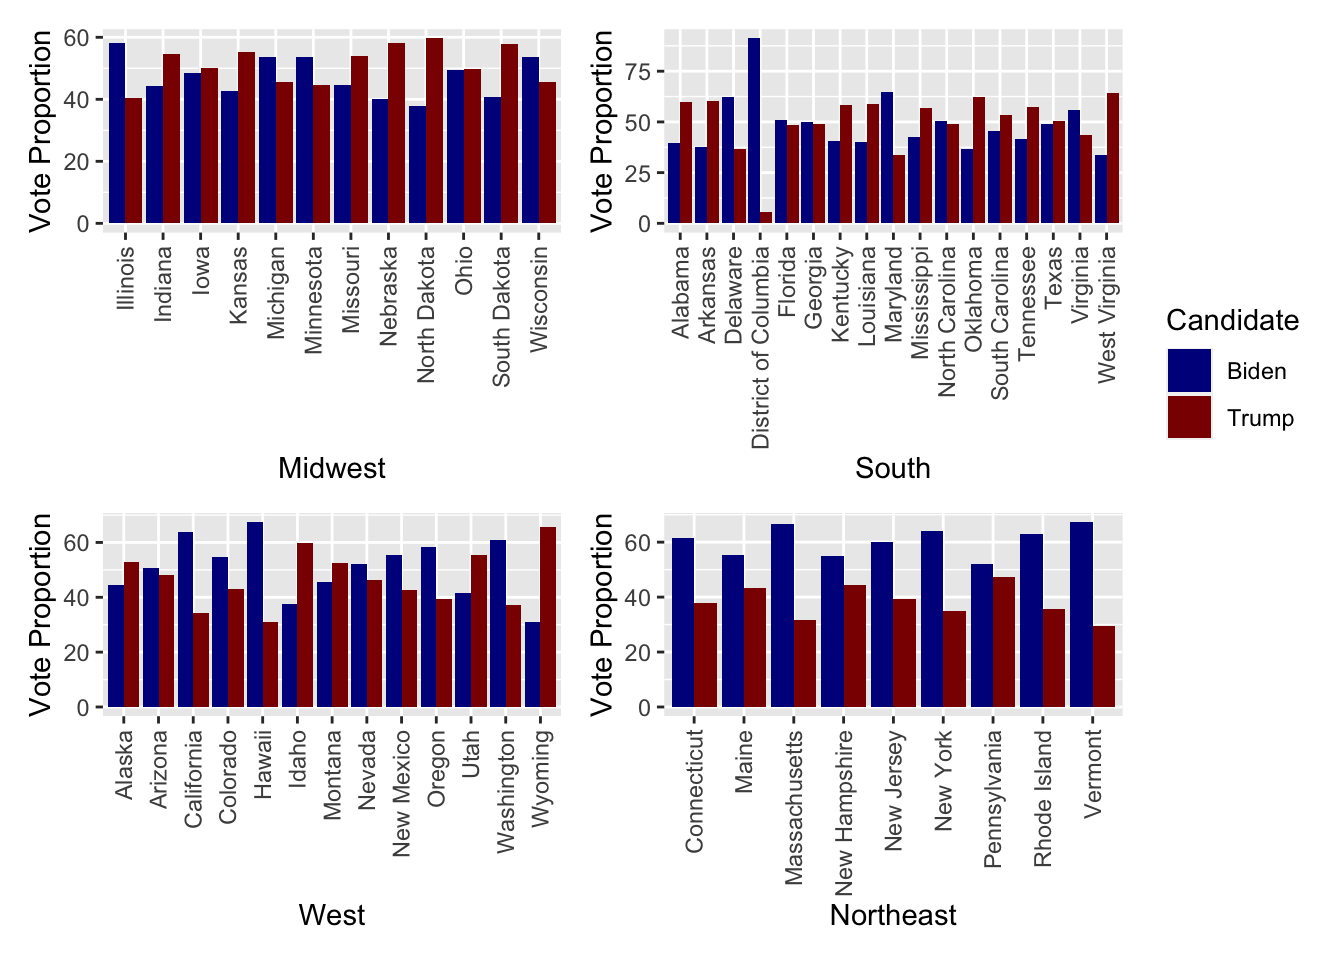 Vote Proportion
60
40
20
0
Illinois
Indiana
Iowa
Kansas
Michigan
Minnesota
Missouri
Nebraska
North Dakota
Ohio
South Dakota
Wisconsin
Midwest
Vote Proportion
75
50
25
0
Alabama
Arkansas
Delaware
District of Columbia
Florida
Georgia
Kentucky
Louisiana
Maryland
Mississippi
North Carolina
Oklahoma
South Carolina
Tennessee
Texas
Virginia
West Virginia
South
Candidate
Biden
Trump
Vote Proportion
60
40
20
0
Alaska
Arizona
California
Colorado
Hawaii
Idaho
Montana
Nevada
New Mexico
Oregon
Utah
Washington
Wyoming
West
Vote Proportion
60
40
20
0
Connecticut
Maine
Massachusetts
New Hampshire
New Jersey
New York
Pennsylvania
Rhode Island
Vermont
Northeast